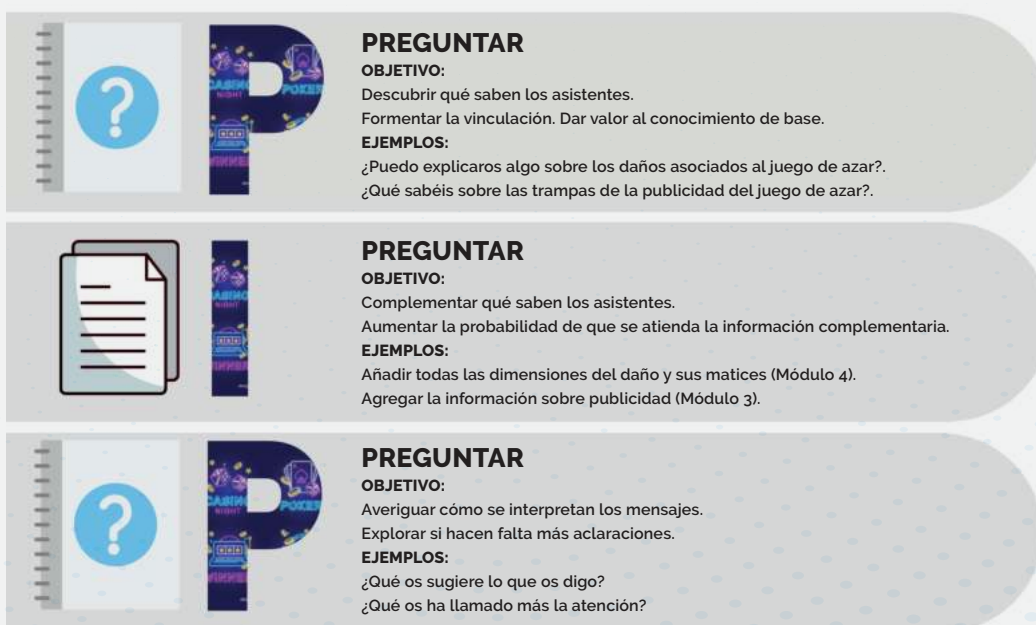 PREGUNTAR
OBJETIVO:
Descubrir qué saben los asistentes.
Formentar la vinculación. Dar valor al conocimiento de base.
EJEMPLOS:
¿Puedo explicaros algo sobre los daños asociados al juego de azar?.
¿Qué sabéis sobre las trampas de la publicidad del juego de azar?.
?
P
CASINO
NIGHT
POKER
WINNER
PREGUNTAR
OBJETIVO:
Complementar qué saben los asistentes.
Aumentar la probabilidad de que se atienda la información complementaria.
EJEMPLOS:
Añadir todas las dimensiones del daño y sus matices (Módulo 4).
Agregar la información sobre publicidad (Módulo 3).
I
PREGUNTAR
OBJETIVO:
Averiguar cómo se interpretan los mensajes.
Explorar si hacen falta más aclaraciones.
EJEMPLOS:
¿Qué os sugiere lo que os digo?
¿Qué os ha llamado más la atención?
?
P